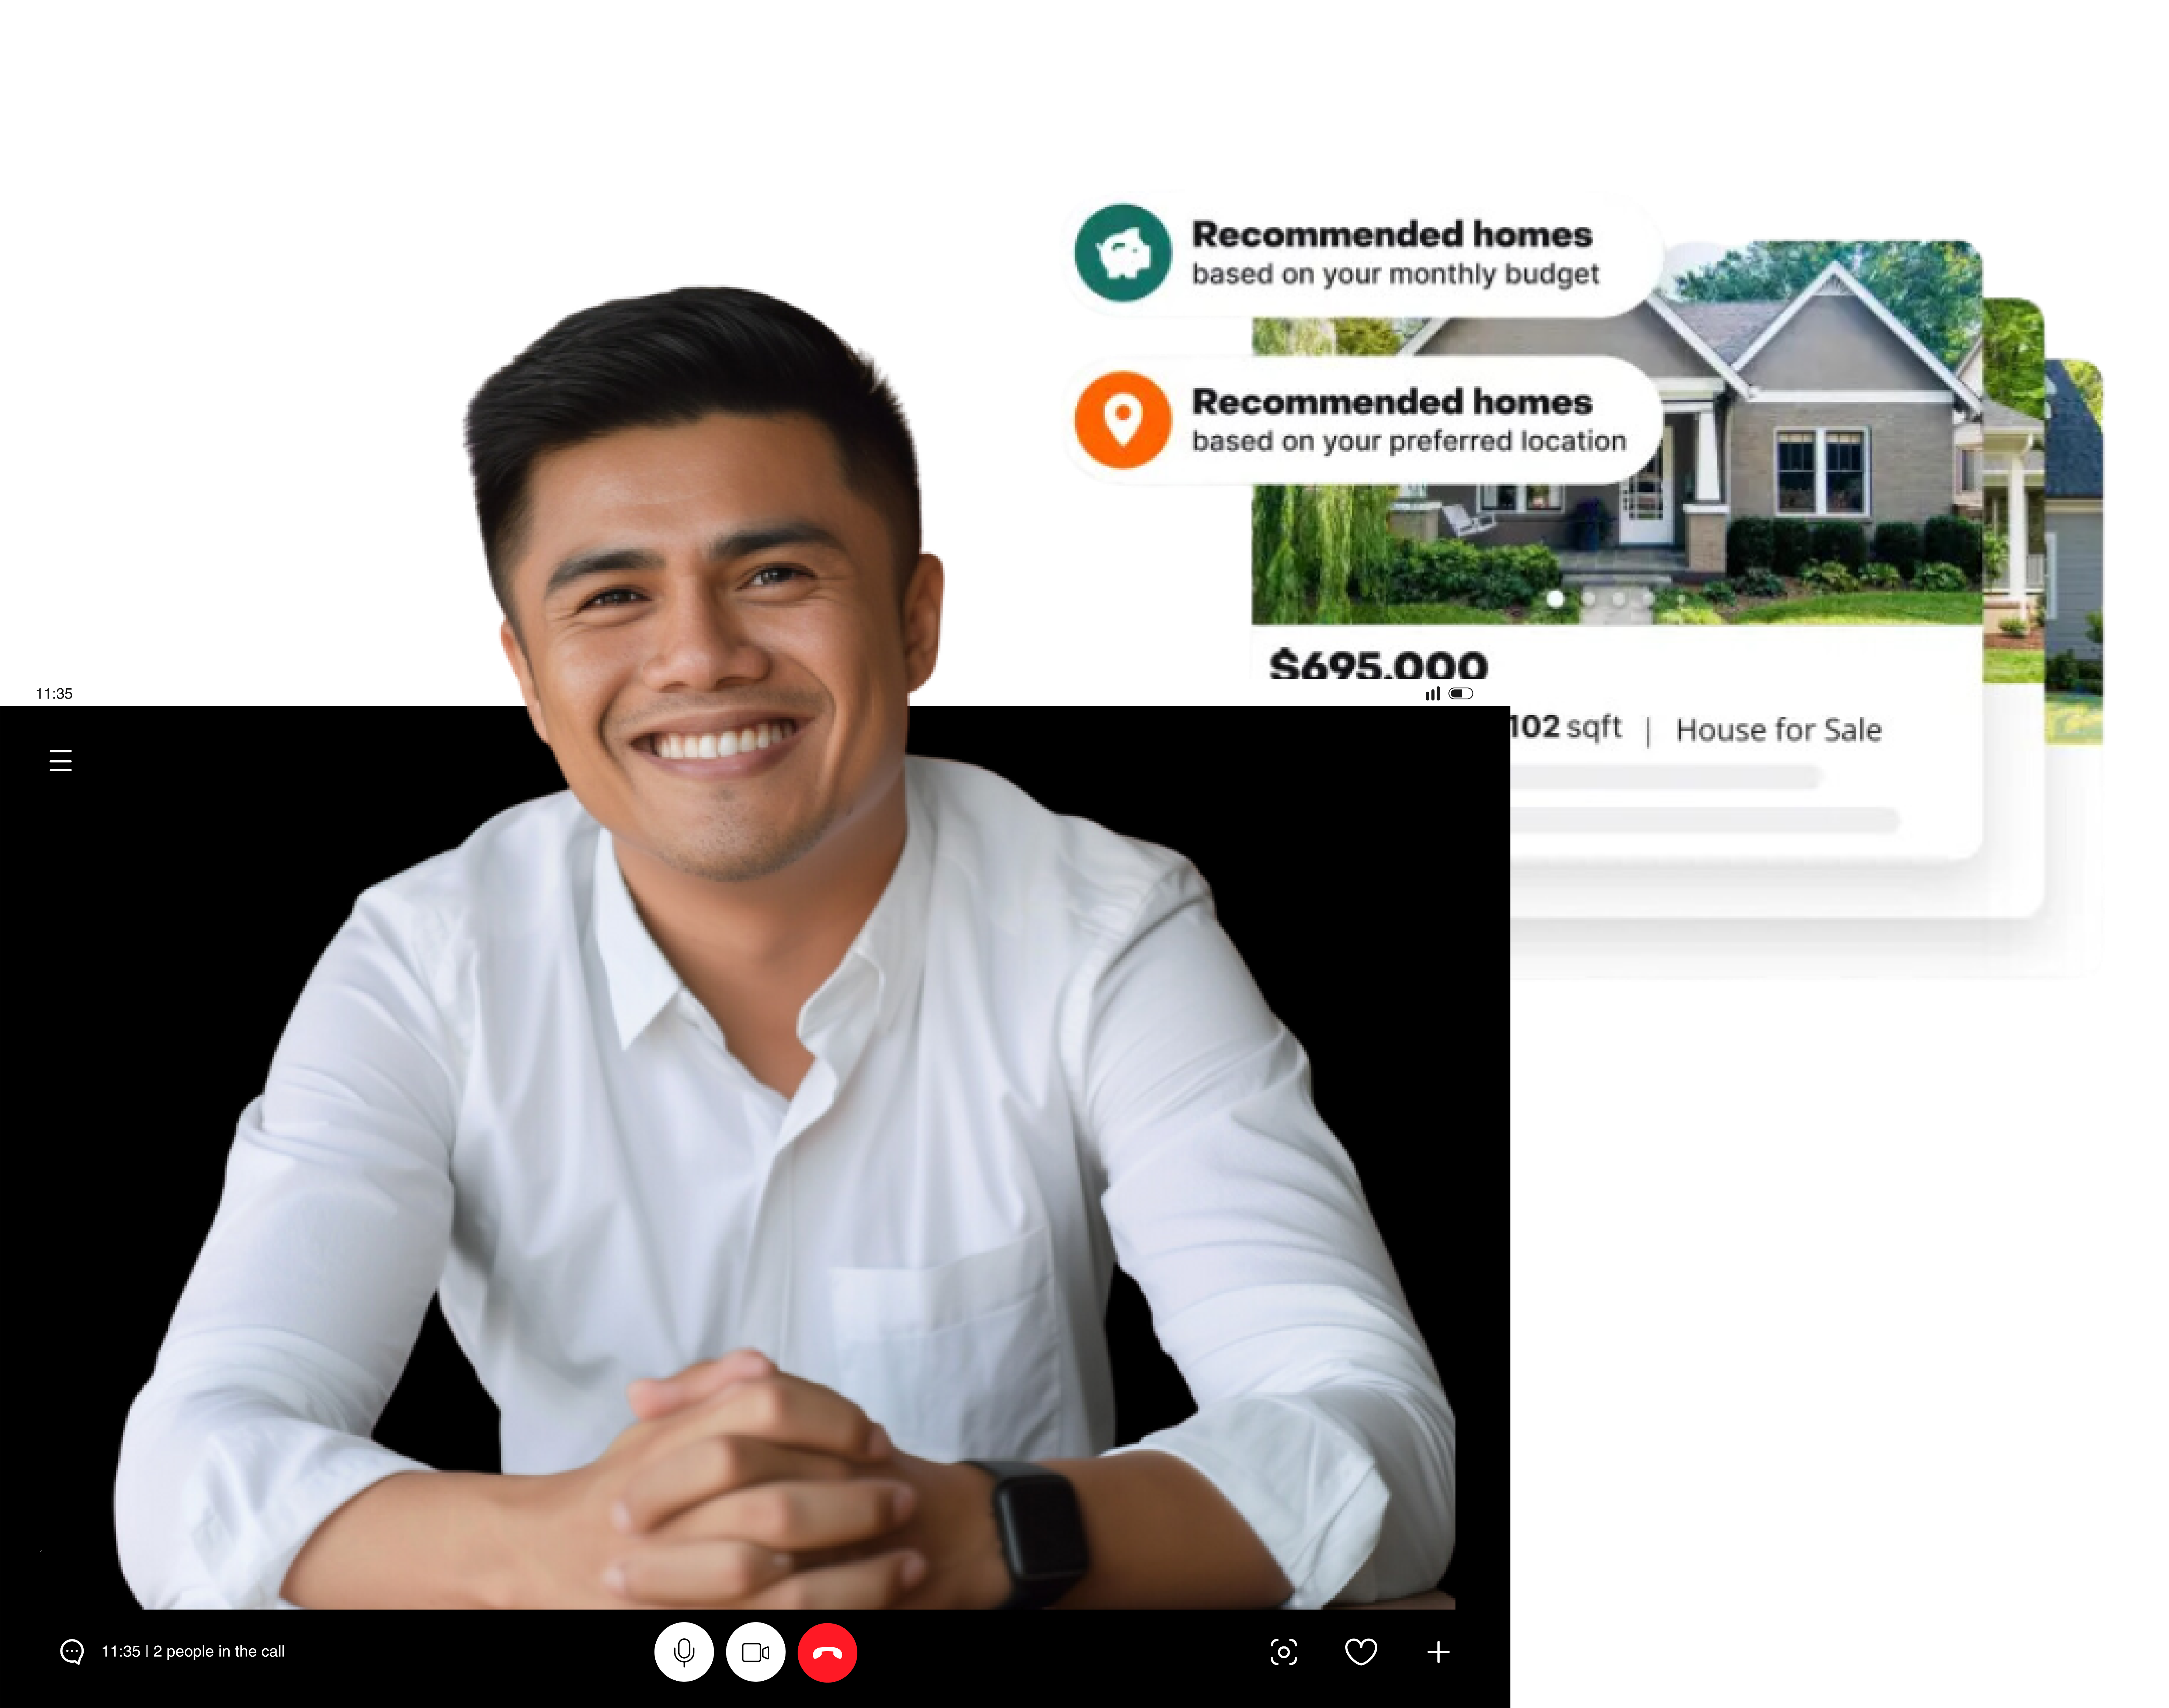 Recommended homes
based on your monthly budget
Recommended homes
based on your preferred location
$695,000
11:35
102 sqft | House for Sale
11:35 | 2 people in the call